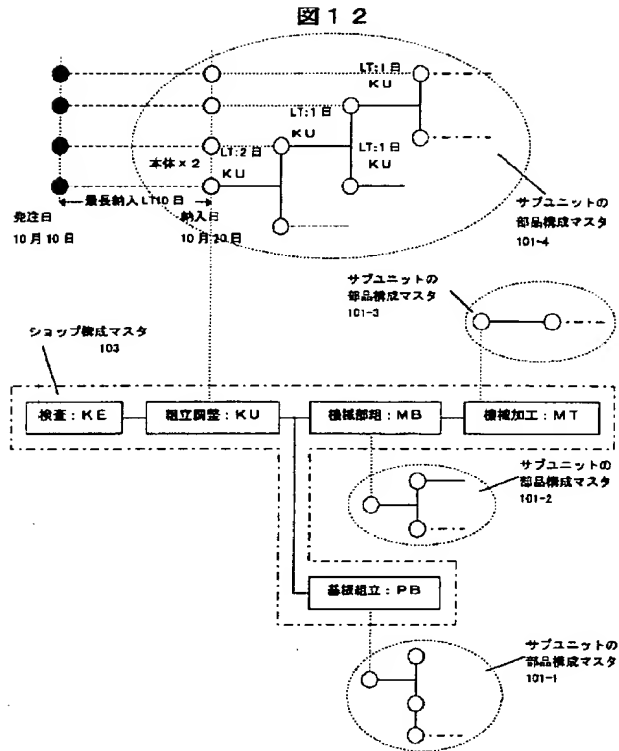 図１２
LT:1日
KU
LT:1日
KU
LT:2日
KU
LT:1日
KU
本体×2
最長納入LT10日
発注日
10月10日
納入日
10月20日
サブユニットの
部品構成マスタ
101-4
サブユニットの
部品構成マスタ
101-3
ショップ構成マスタ
103
検査：KE
組立調整：KU
機械部組：MB
機械加工：MT
サブユニットの
部品構成マスタ
101-2
基板組立：PB
サブユニットの
部品構成マスタ
101-1